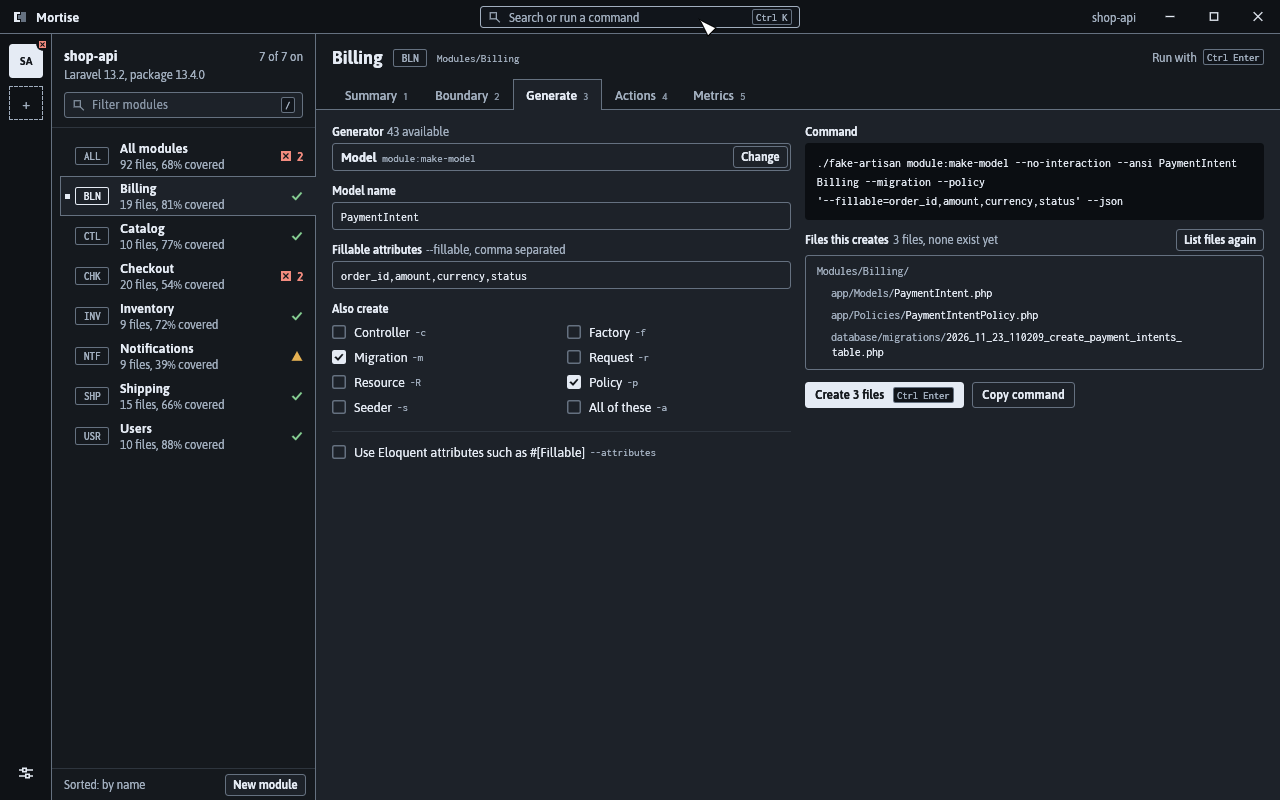 Mortise
Search or run a command Ctrl K
shop-api
SA
+
shop-api 7 of 7 on
Laravel 13.2, package 13.4.0
Filter modules /
ALL All modules 2
92 files, 68% covered
BLN Billing
19 files, 81% covered
CTL Catalog
10 files, 77% covered
CHK Checkout 2
20 files, 54% covered
INV Inventory
9 files, 72% covered
NTF Notifications
9 files, 39% covered
SHP Shipping
15 files, 66% covered
USR Users
10 files, 88% covered
Sorted: by name New module
Billing BLN Modules/Billing Run with Ctrl Enter
Summary 1 Boundary 2 Generate 3 Actions 4 Metrics 5
Generator 43 available
Model module:make-model Change
Model name
PaymentIntent
Fillable attributes --fillable, comma separated
order_id,amount,currency,status
Also create
Controller -c Factory -f
Migration -m Request -r
Resource -R Policy -p
Seeder -s All of these -a
Use Eloquent attributes such as #[Fillable] --attributes
Command
./fake-artisan module:make-model --no-interaction --ansi PaymentIntent
Billing --migration --policy
'--fillable=order_id,amount,currency,status' --json
Files this creates 3 files, none exist yet List files again
Modules/Billing/
app/Models/PaymentIntent.php
app/Policies/PaymentIntentPolicy.php
database/migrations/2026_11_23_110209_create_payment_intents_
table.php
Create 3 files Ctrl Enter Copy command